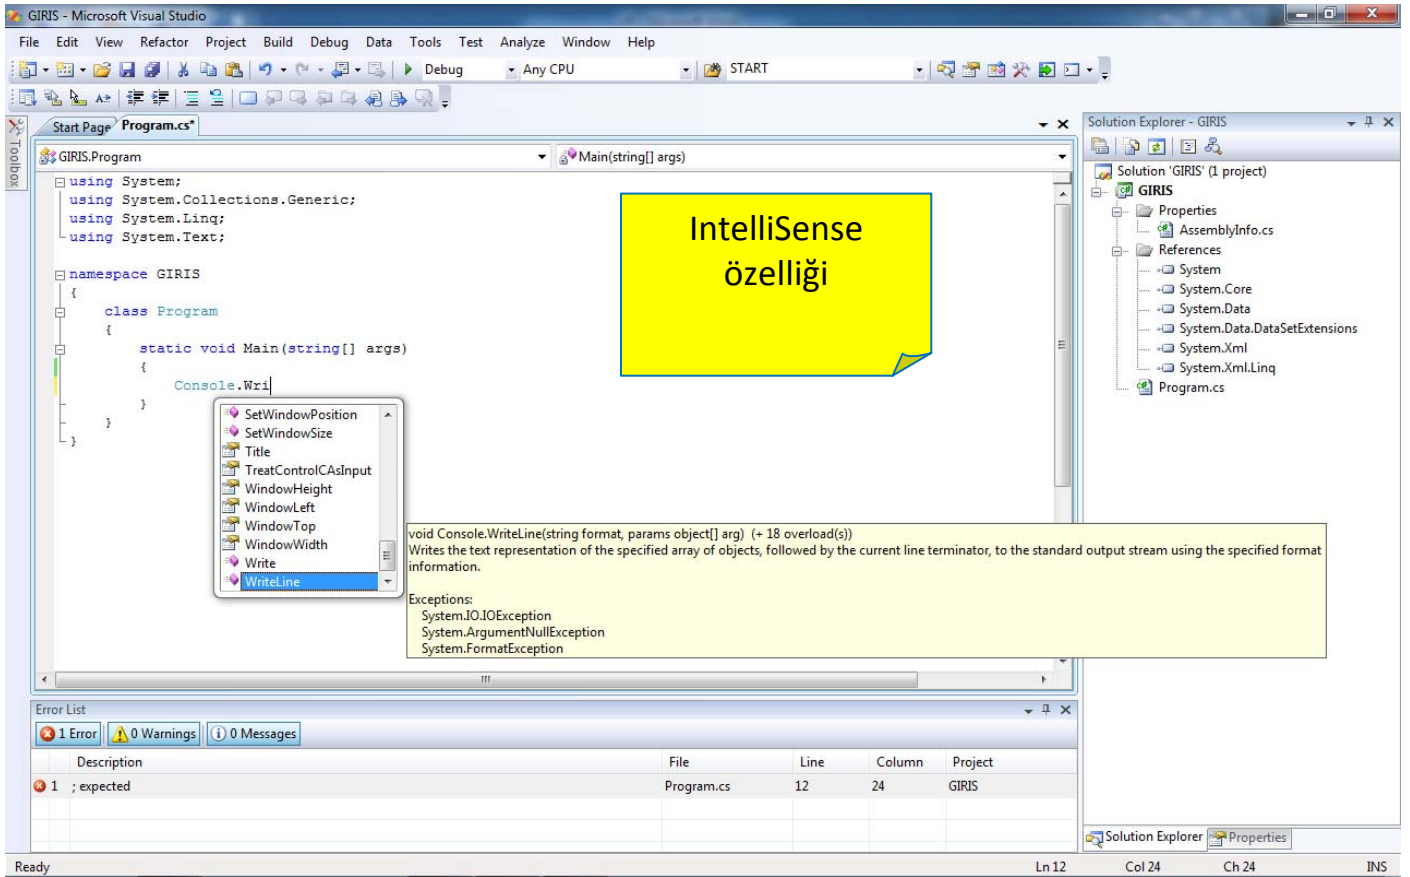 GIRIS - Microsoft Visual Studio
File Edit View Refactor Project Build Debug Data Tools Test Analyze Window Help
Debug Any CPU START
Start Page Program.cs*
Toolbox
GIRIS.Program Main(string[] args)
using System;
using System.Collections.Generic;
using System.Linq;
using System.Text;
namespace GIRIS
{
class Program
{
static void Main(string[] args)
{
Console.Wri
}
}
}
IntelliSense
özelliği
SetWindowPosition
SetWindowSize
Title
TreatControlCAsInput
WindowHeight
WindowLeft
WindowTop
WindowWidth
Write
WriteLine
void Console.WriteLine(string format, params object[] arg) (+ 18 overload(s))
Writes the text representation of the specified array of objects, followed by the current line terminator, to the standard output stream using the specified format
information.
Exceptions:
System.IO.IOException
System.ArgumentNullException
System.FormatException
Solution Explorer - GIRIS
Solution 'GIRIS' (1 project)
GIRIS
Properties
AssemblyInfo.cs
References
System
System.Core
System.Data
System.Data.DataSetExtensions
System.Xml
System.Xml.Linq
Program.cs
Error List
1 Error 0 Warnings 0 Messages
Description File Line Column Project
1 ; expected Program.cs 12 24 GIRIS
Solution Explorer Properties
Ready Ln 12 Col 24 Ch 24 INS